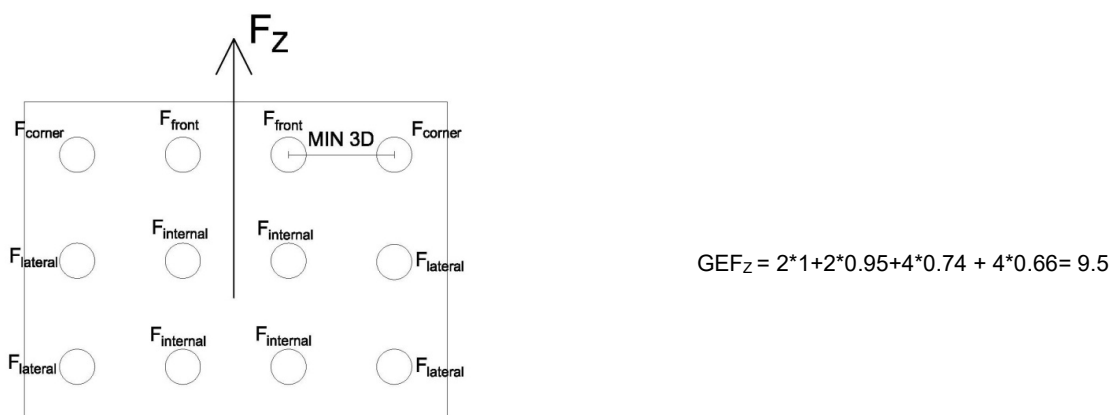 F_Z
F_corner F_front F_front F_corner
MIN 3D
F_internal F_internal
F_lateral F_lateral
GEF_Z = 2*1+2*0.95+4*0.74 + 4*0.66= 9.5
F_internal F_internal
F_lateral F_lateral